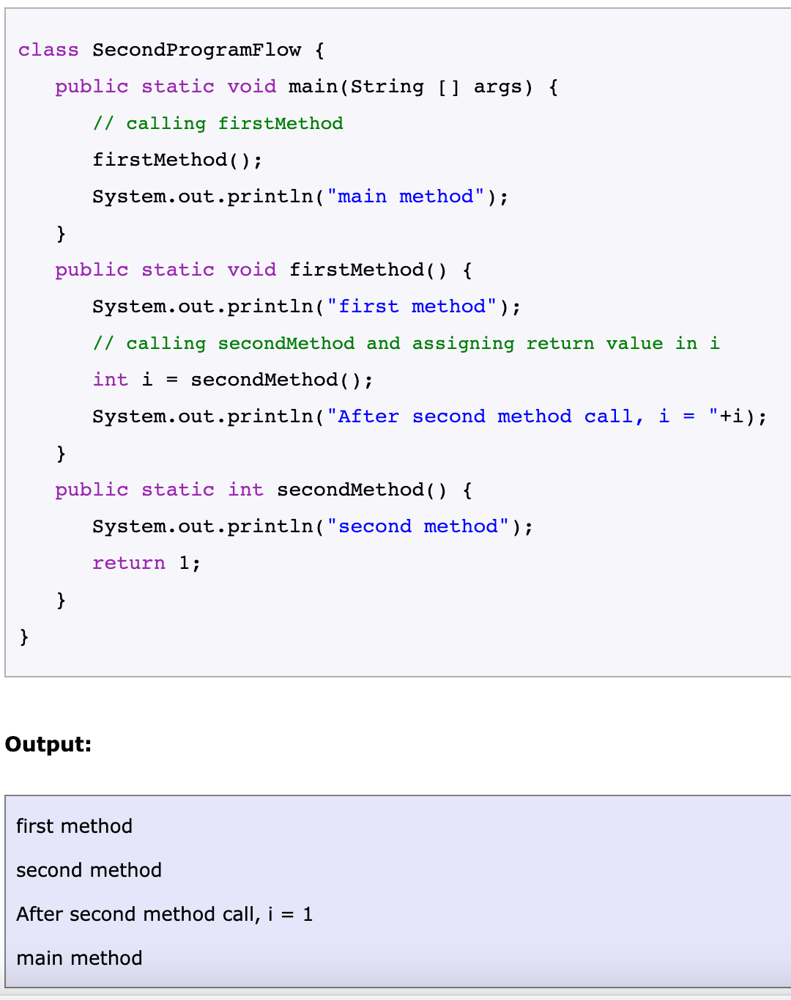 class SecondProgramFlow {
public static void main(String [] args) {
// calling firstMethod
firstMethod();
System.out.println("main method");
}
public static void firstMethod() {
System.out.println("first method");
// calling secondMethod and assigning return value in i
int i = secondMethod();
System.out.println("After second method call, i = "+i);
}
public static int secondMethod() {
System.out.println("second method");
return 1;
}
}
Output:
first method
second method
After second method call, i = 1
main method